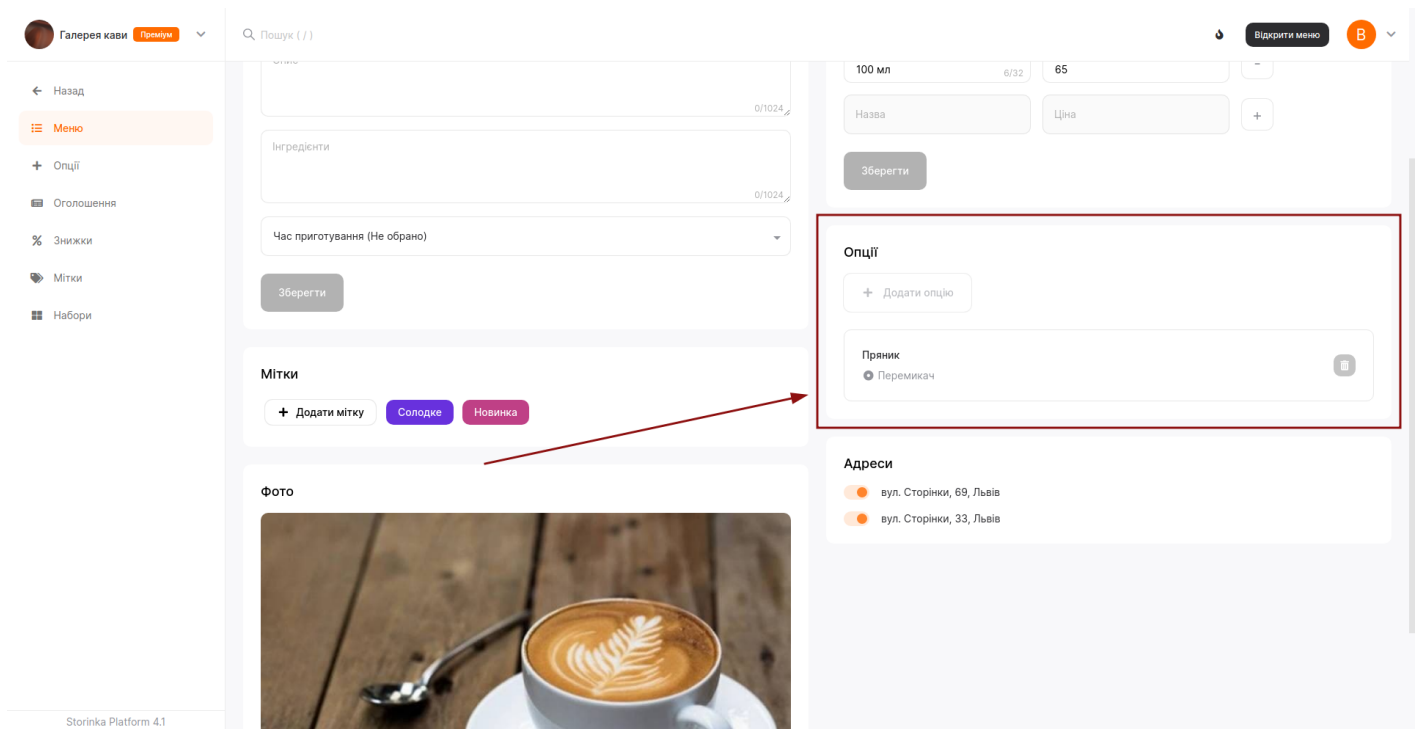 Галерея кави Преміум
Пошук ( / )
Відкрити меню
B
Назад
Меню
Опції
Оголошення
Знижки
Мітки
Набори
Storinka Platform 4.1
Опис
0/1024
Інгредієнти
0/1024
Час приготування (Не обрано)
Зберегти
Мітки
+ Додати мітку Солодке Новинка
Фото
100 мл 6/32 65 -
Назва Ціна +
Зберегти
Опції
+ Додати опцію
Пряник
Перемикач
Адреси
вул. Сторінки, 69, Львів
вул. Сторінки, 33, Львів